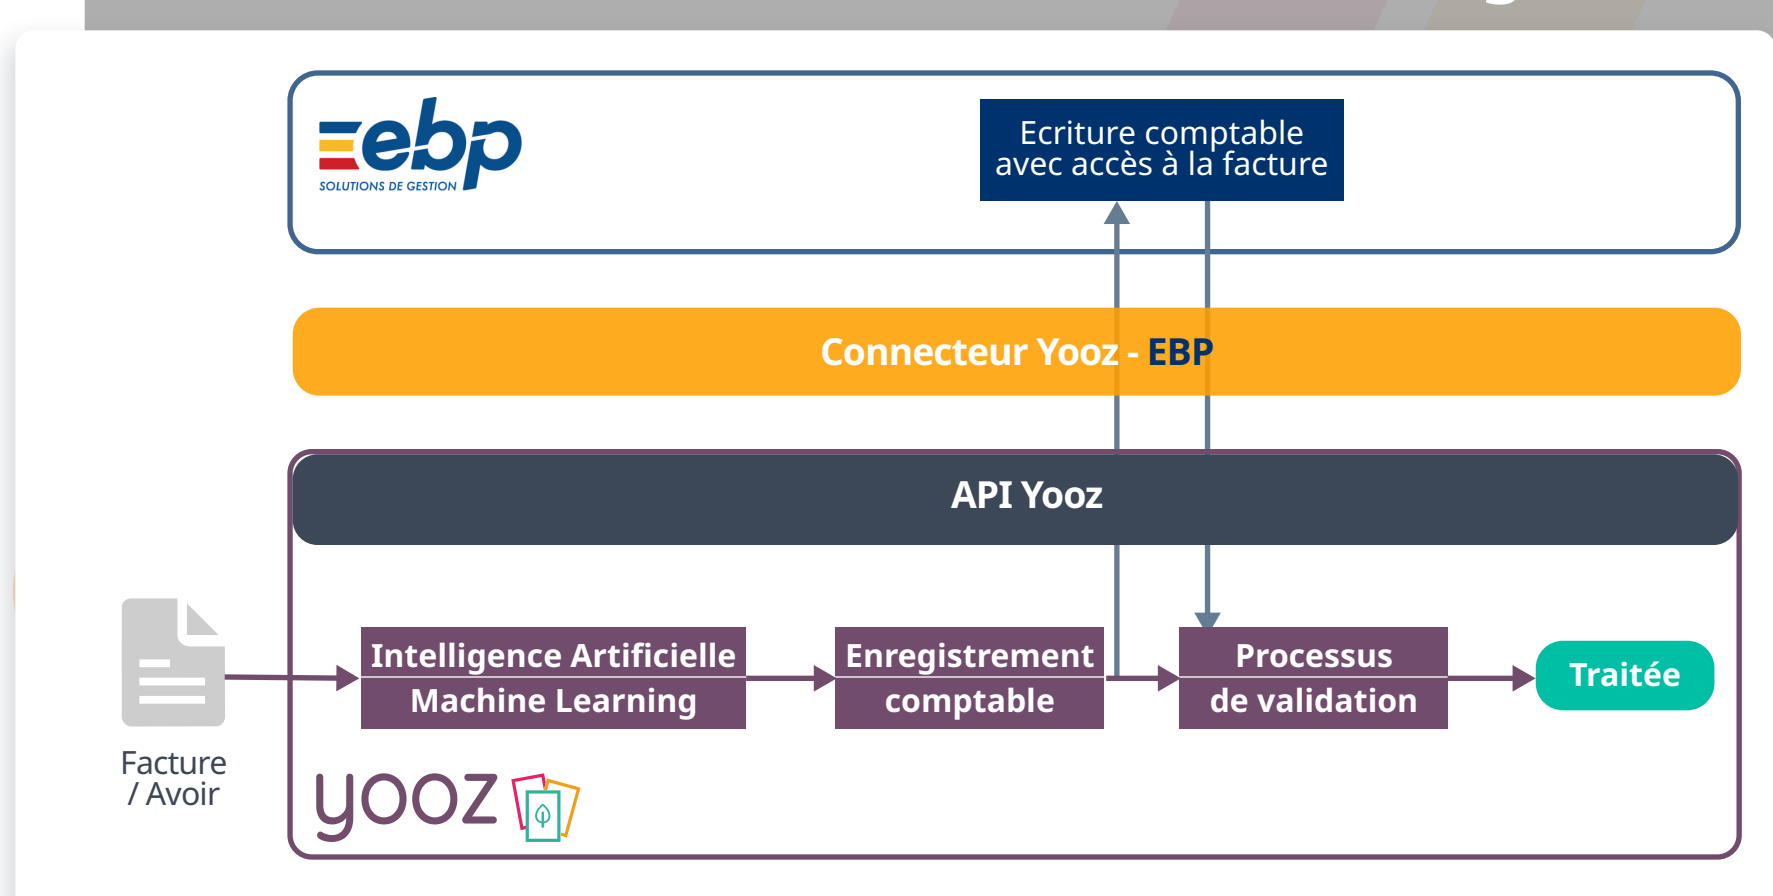 ebp
SOLUTIONS DE GESTION
Ecriture comptable
avec accès à la facture
Connecteur Yooz - EBP
API Yooz
Intelligence Artificielle
Machine Learning
Enregistrement
comptable
Processus
de validation
Traitée
Facture
/ Avoir
yooz